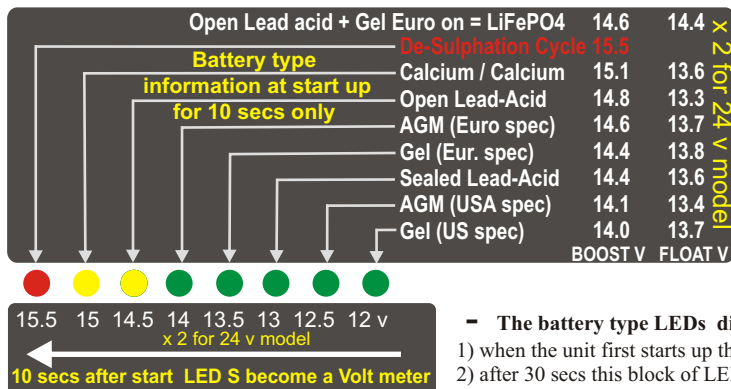 Open Lead acid + Gel Euro on = LiFePO4 14.6 14.4
De-Sulphation Cycle 15.5
Battery type
information at start up
for 10 secs only
Calcium / Calcium 15.1 13.6
Open Lead-Acid 14.8 13.3
AGM (Euro spec) 14.6 13.7
Gel (Eur. spec) 14.4 13.8
Sealed Lead-Acid 14.4 13.6
AGM (USA spec) 14.1 13.4
Gel (US spec) 14.0 13.7
BOOST V FLOAT V
x 2 for 24 v model
15.5 15 14.5 14 13.5 13 12.5 12 v
x 2 for 24 v model
10 secs after start LED S become a Volt meter
- The battery type LEDs
1) when the unit first starts up
2) after 30 secs this block of